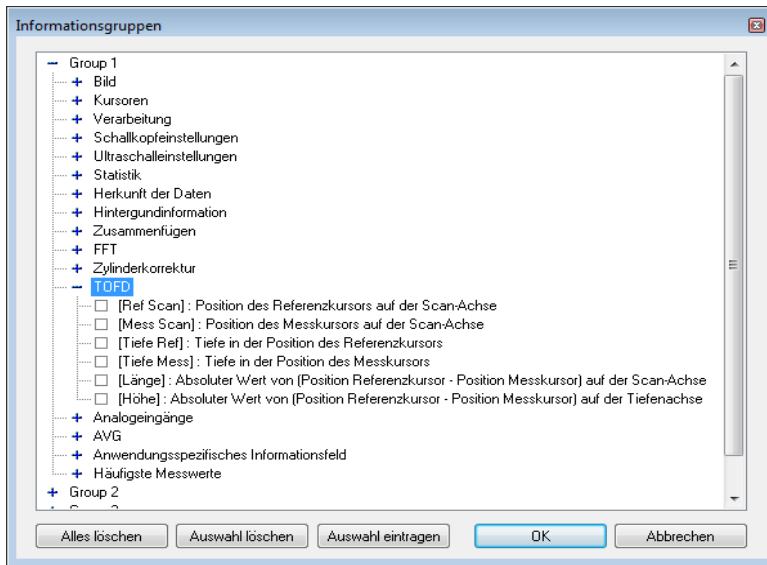 Informationsgruppen
Group 1
Bild
Kursoren
Verarbeitung
Schallkopfeinstellungen
Ultraschalleinstellungen
Statistik
Herkunft der Daten
Hintergundinformation
Zusammenfügen
FFT
Zylinderkorrektur
TOFD
[Ref Scan] : Position des Referenzkursors auf der Scan-Achse
[Mess Scan] : Position des Messkursors auf der Scan-Achse
[Tiefe Ref] : Tiefe in der Position des Referenzkursors
[Tiefe Mess] : Tiefe in der Position des Messkursors
[Länge] : Absoluter Wert von (Position Referenzkursor - Position Messkursor) auf der Scan-Achse
[Höhe] : Absoluter Wert von (Position Referenzkursor - Position Messkursor) auf der Tiefenachse
Analogeingänge
AVG
Anwendungsspezifisches Informationsfeld
Häufigste Messwerte
Group 2
Alles löschen Auswahl löschen Auswahl eintragen OK Abbrechen